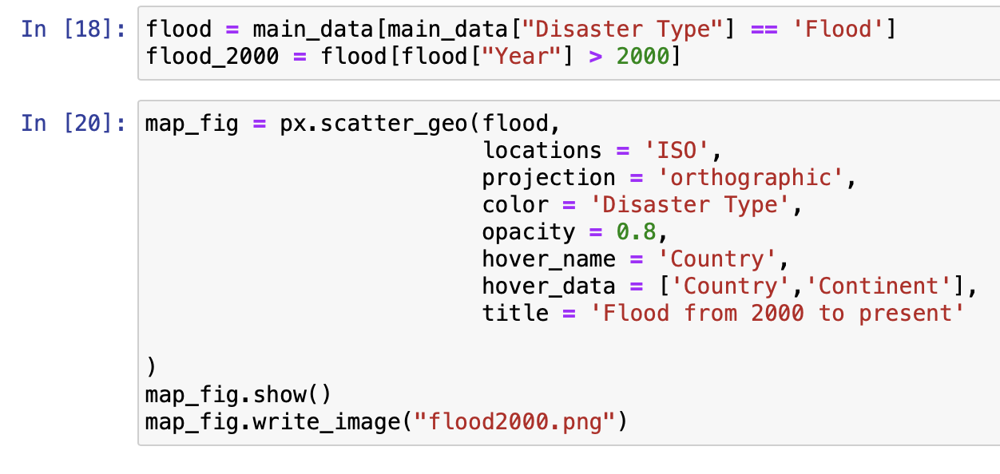 In [18]: flood = main_data[main_data["Disaster Type"] == 'Flood']
flood_2000 = flood[flood["Year"] > 2000]
In [20]: map_fig = px.scatter_geo(flood,
locations = 'ISO',
projection = 'orthographic',
color = 'Disaster Type',
opacity = 0.8,
hover_name = 'Country',
hover_data = ['Country','Continent'],
title = 'Flood from 2000 to present'
)
map_fig.show()
map_fig.write_image("flood2000.png")